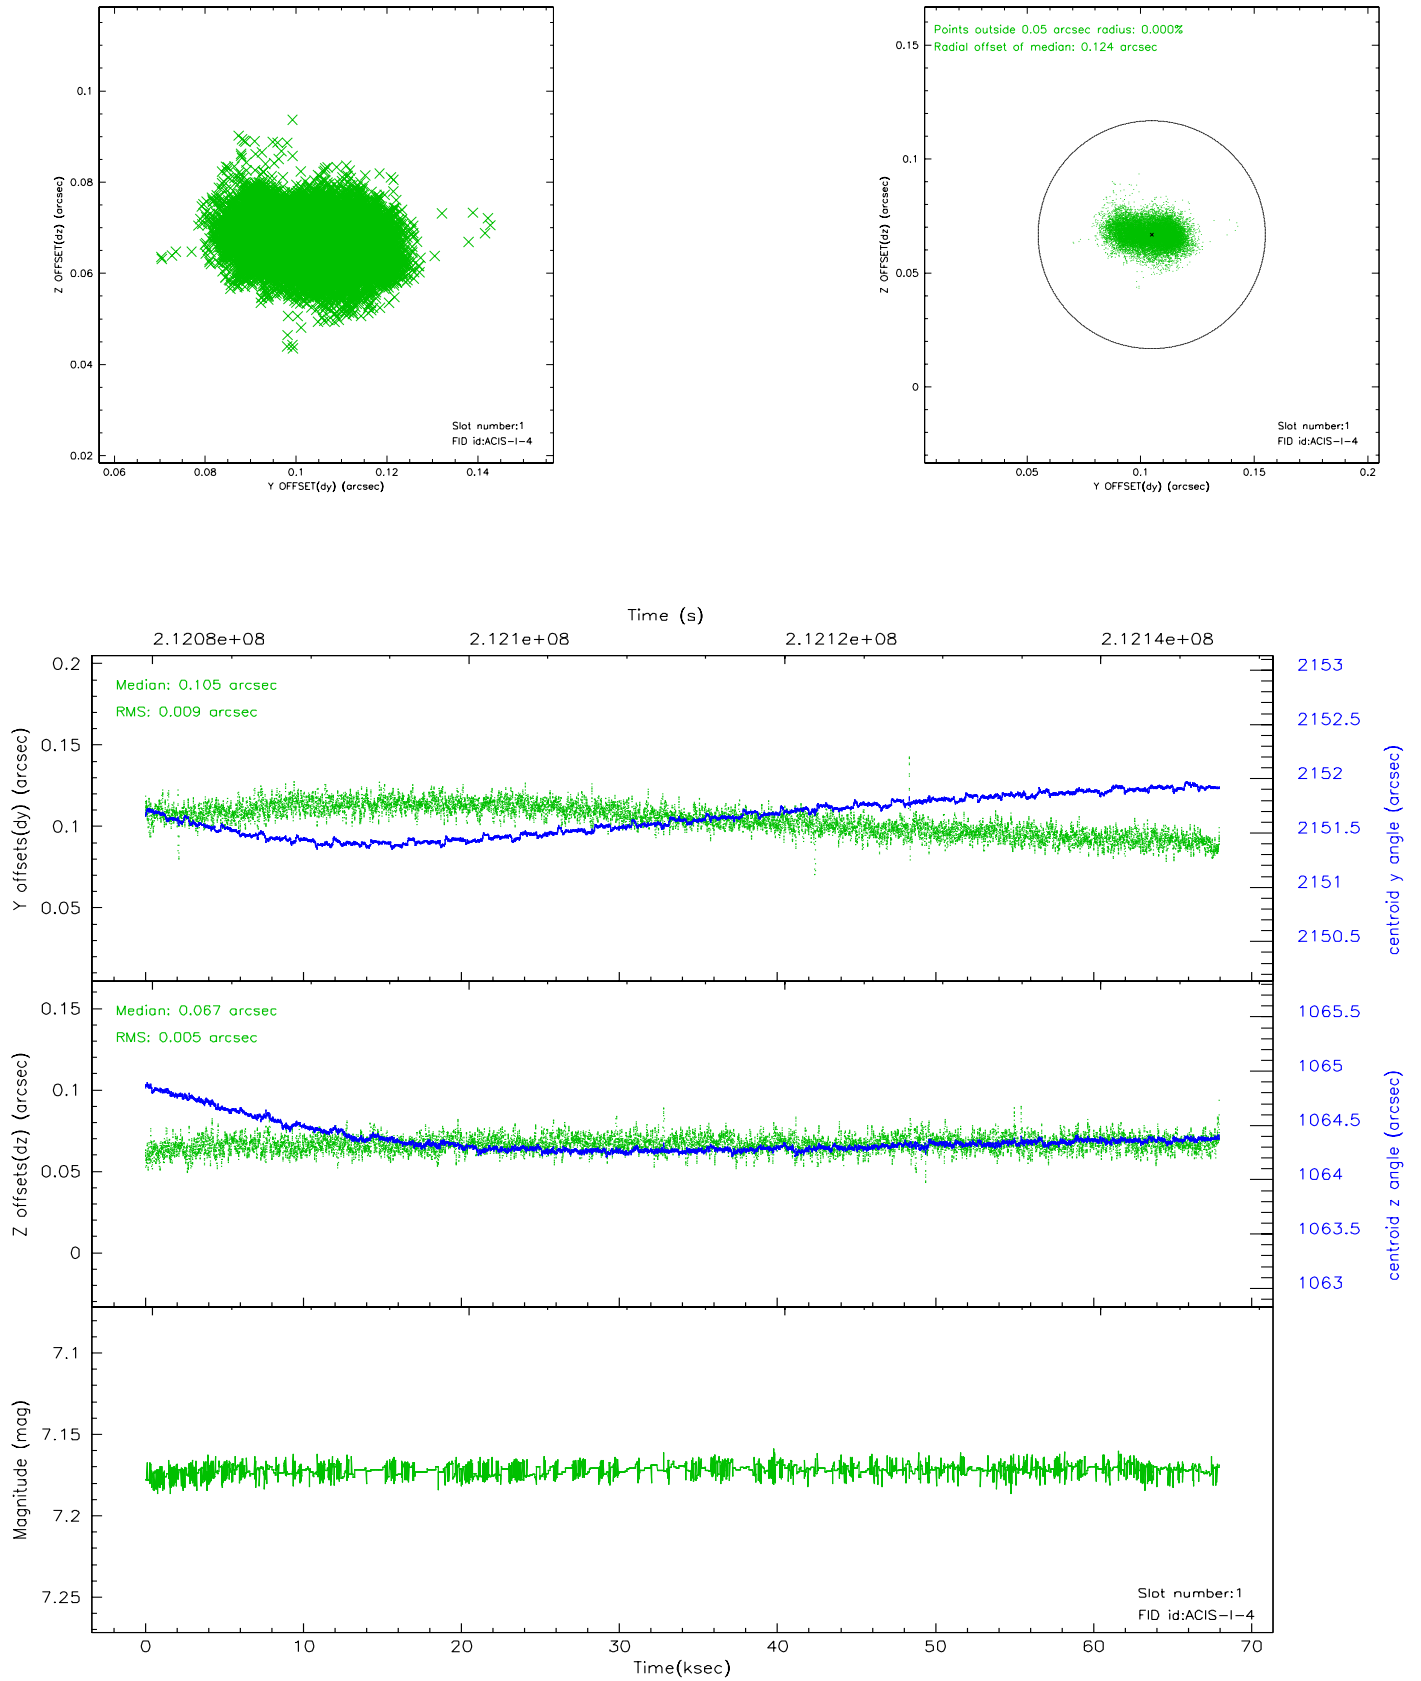 0.1
0.08
0.06
0.04
0.02
Z OFFSET(dz) (arcsec)
Slot number:1
FID id:ACIS-I-4
0.06 0.08 0.1 0.12 0.14
Y OFFSET(dy) (arcsec)
Points outside 0.05 arcsec radius: 0.000%
Radial offset of median: 0.124 arcsec
0.15
0.1
0.05
0
Z OFFSET(dz) (arcsec)
Slot number:1
FID id:ACIS-I-4
0.05 0.1 0.15 0.2
Y OFFSET(dy) (arcsec)
Time (s)
2.1208e+08 2.121e+08 2.1212e+08 2.1214e+08
Median: 0.105 arcsec
RMS: 0.009 arcsec
0.2
0.15
0.1
0.05
Y offsets(dy) (arcsec)
2153
2152.5
2152
2151.5
2151
2150.5
centroid y angle (arcsec)
Median: 0.067 arcsec
RMS: 0.005 arcsec
0.15
0.1
0.05
0
Z offsets(dz) (arcsec)
1065.5
1065
1064.5
1064
1063.5
1063
centroid z angle (arcsec)
7.1
7.15
7.2
7.25
Magnitude (mag)
Slot number:1
FID id:ACIS-I-4
0 10 20 30 40 50 60 70
Time(ksec)